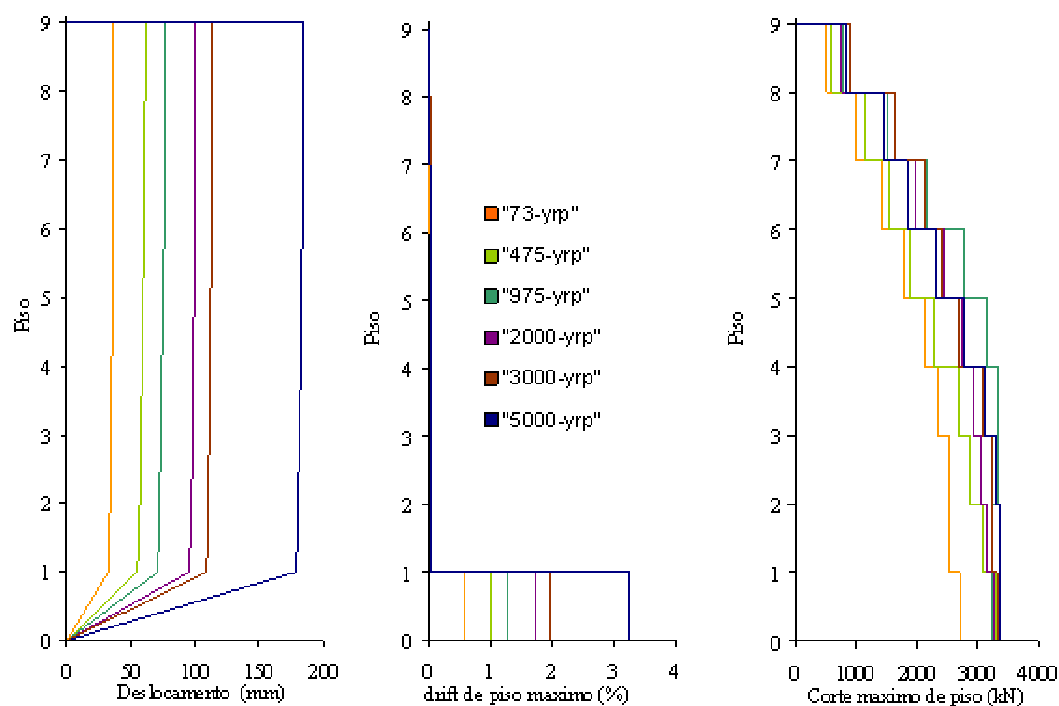 9
8
7
6
5
4
3
2
1
0
Piso
0 50 100 150 200
Deslocamento (mm)
9
8
7
6
5
4
3
2
1
0
Piso
"73-yrp"
"475-yrp"
"975-yrp"
"2000-yrp"
"3000-yrp"
"5000-yrp"
0 1 2 3 4
drift de piso maximo (%)
9
8
7
6
5
4
3
2
1
0
Piso
0 1000 2000 3000 4000
Corte maximo de piso (kN)